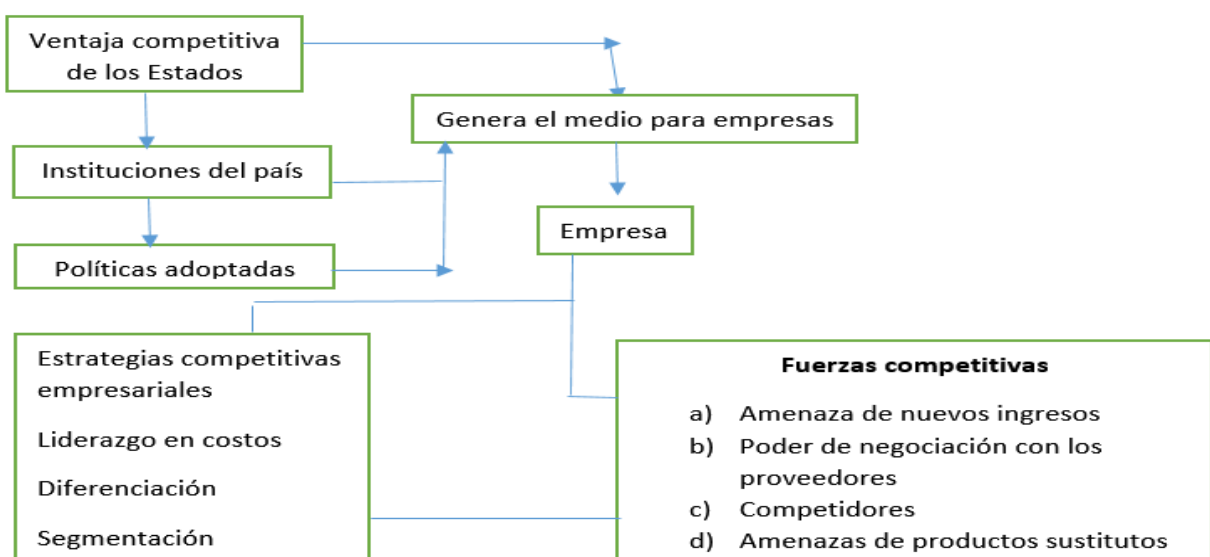 Ventaja competitiva
de los Estados
Genera el medio para empresas
Instituciones del país
Empresa
Políticas adoptadas
Estrategias competitivas
empresariales
Liderazgo en costos
Diferenciación
Segmentación
Fuerzas competitivas
a) Amenaza de nuevos ingresos
b) Poder de negociación con los
proveedores
c) Competidores
d) Amenazas de productos sustitutos